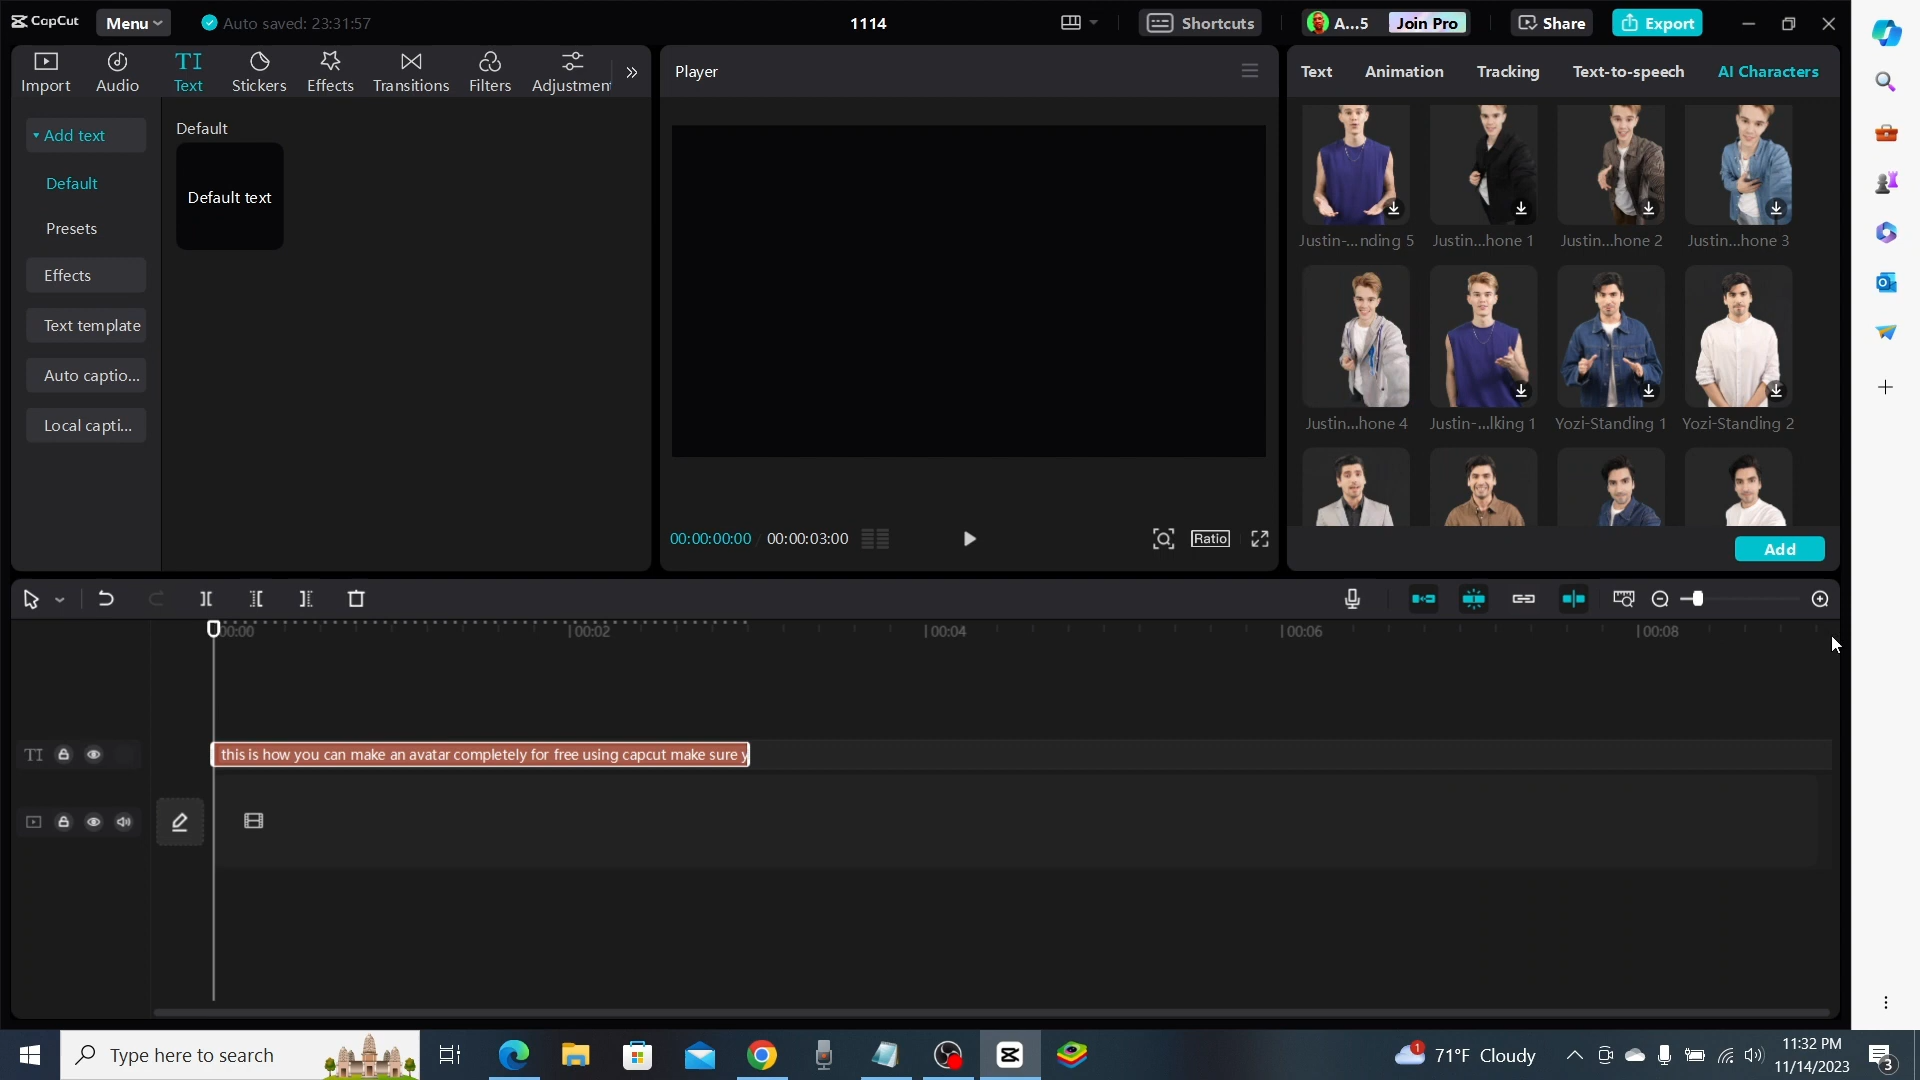 CapCut
Menu
Auto saved: 23:31:57
1114
Shortcuts
A...5
Join Pro
Share
Export
Import
Audio
TI
Text
Stickers
Effects
Transitions
Filters
Adjustmen
Player
Text
Animation
Tracking
Text-to-speech
AI Characters
Add text
Default
Presets
Effects
Text template
Auto captio...
Local capti...
Default
Default text
00:00:00:00
00:00:03:00
Ratio
Justin-...nding 5
Justin...hone 1
Justin...hone 2
Justin...hone 3
Justin...hone 4
Justin-...lking 1
Yozi-Standing 1
Yozi-Standing 2
Add
00:00
00:02
00:04
00:06
00:08
TI
this is how you can make an avatar completely for free using capcut make sure y
Type here to search
1
71°F Cloudy
11:32 PM
11/14/2023
3